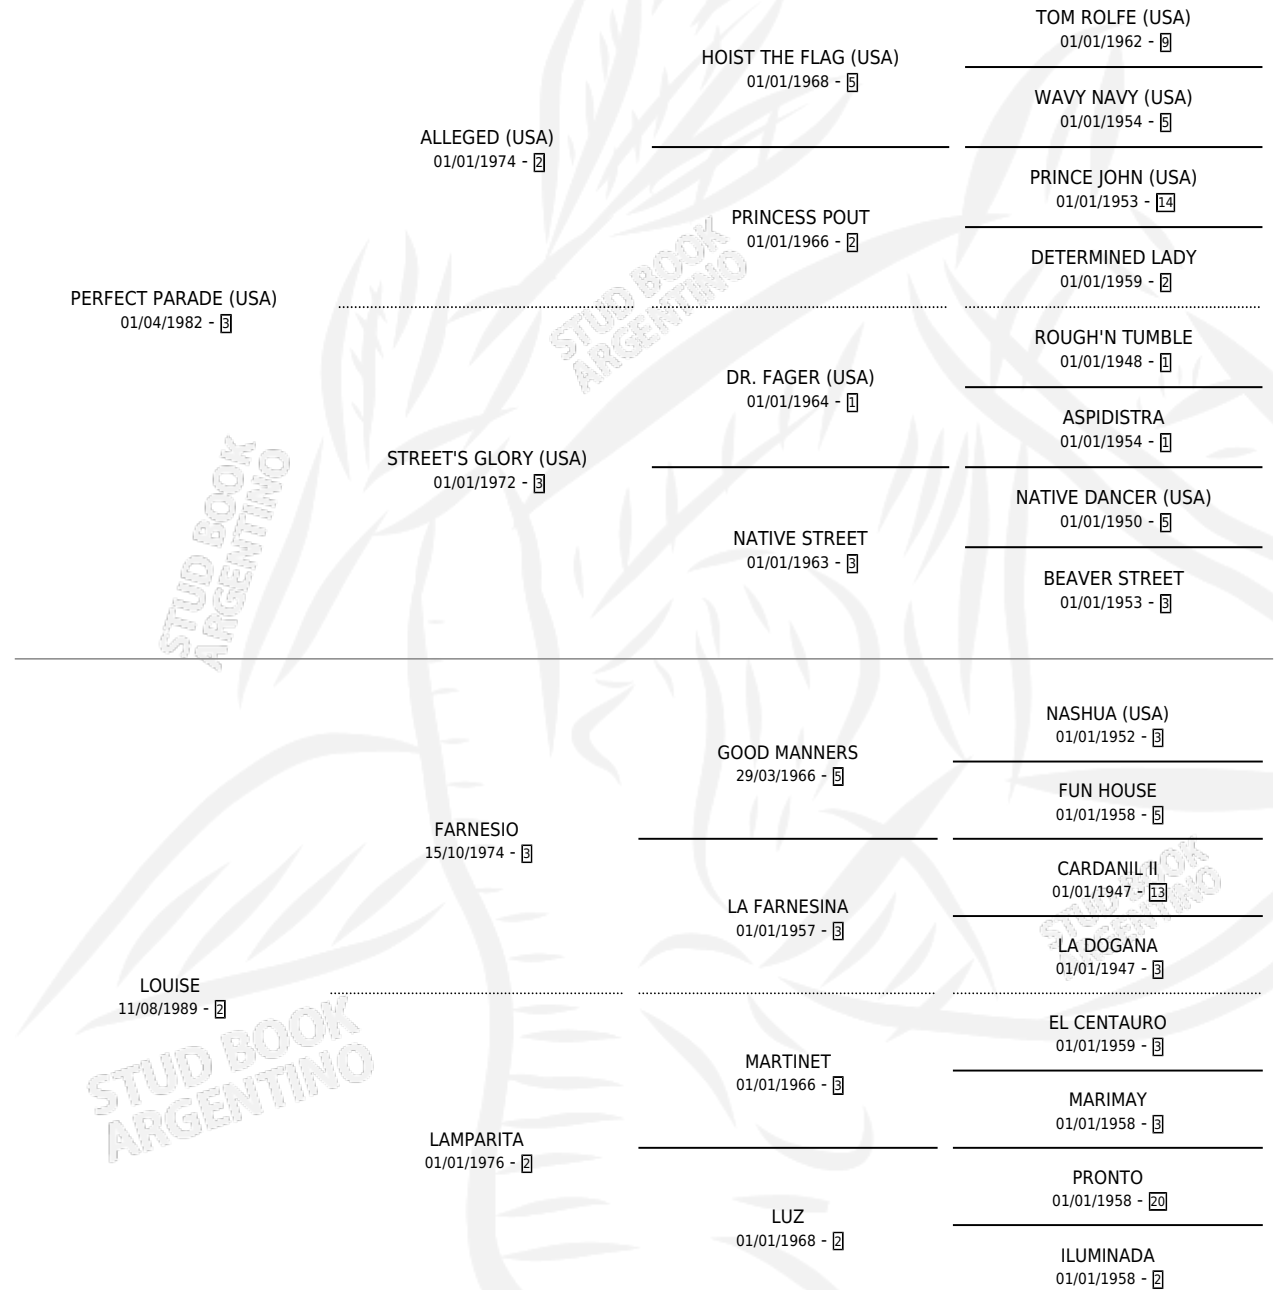 TOM ROLFE (USA)
01/01/1962 - 9
HOIST THE FLAG (USA)
01/01/1968 - 5
WAVY NAVY (USA)
01/01/1954 - 5
ALLEGED (USA)
01/01/1974 - 2
PRINCE JOHN (USA)
01/01/1953 - 14
PRINCESS POUT
01/01/1966 - 2
DETERMINED LADY
01/01/1959 - 2
PERFECT PARADE (USA)
01/04/1982 - 3
STUD BOOK
ARGENTINO
ROUGH'N TUMBLE
01/01/1948 - 1
DR. FAGER (USA)
01/01/1964 - 1
ASPIDISTRA
01/01/1954 - 1
STREET'S GLORY (USA)
01/01/1972 - 3
NATIVE DANCER (USA)
01/01/1950 - 5
NATIVE STREET
01/01/1963 - 3
BEAVER STREET
01/01/1953 - 3
STUD BOOK
ARGENTINO
NASHUA (USA)
01/01/1952 - 3
GOOD MANNERS
29/03/1966 - 5
FUN HOUSE
01/01/1958 - 5
FARNESIO
15/10/1974 - 3
CARDANIL II
01/01/1947 - 13
LA FARNESINA
01/01/1957 - 3
STUD BOOK
ARGENTINO
LA DOGANA
01/01/1947 - 3
LOUISE
11/08/1989 - 2
EL CENTAURO
01/01/1959 - 3
STUD BOOK
ARGENTINO
MARTINET
01/01/1966 - 3
MARIMAY
01/01/1958 - 3
LAMPARITA
01/01/1976 - 2
PRONTO
01/01/1958 - 20
LUZ
01/01/1968 - 2
ILUMINADA
01/01/1958 - 2